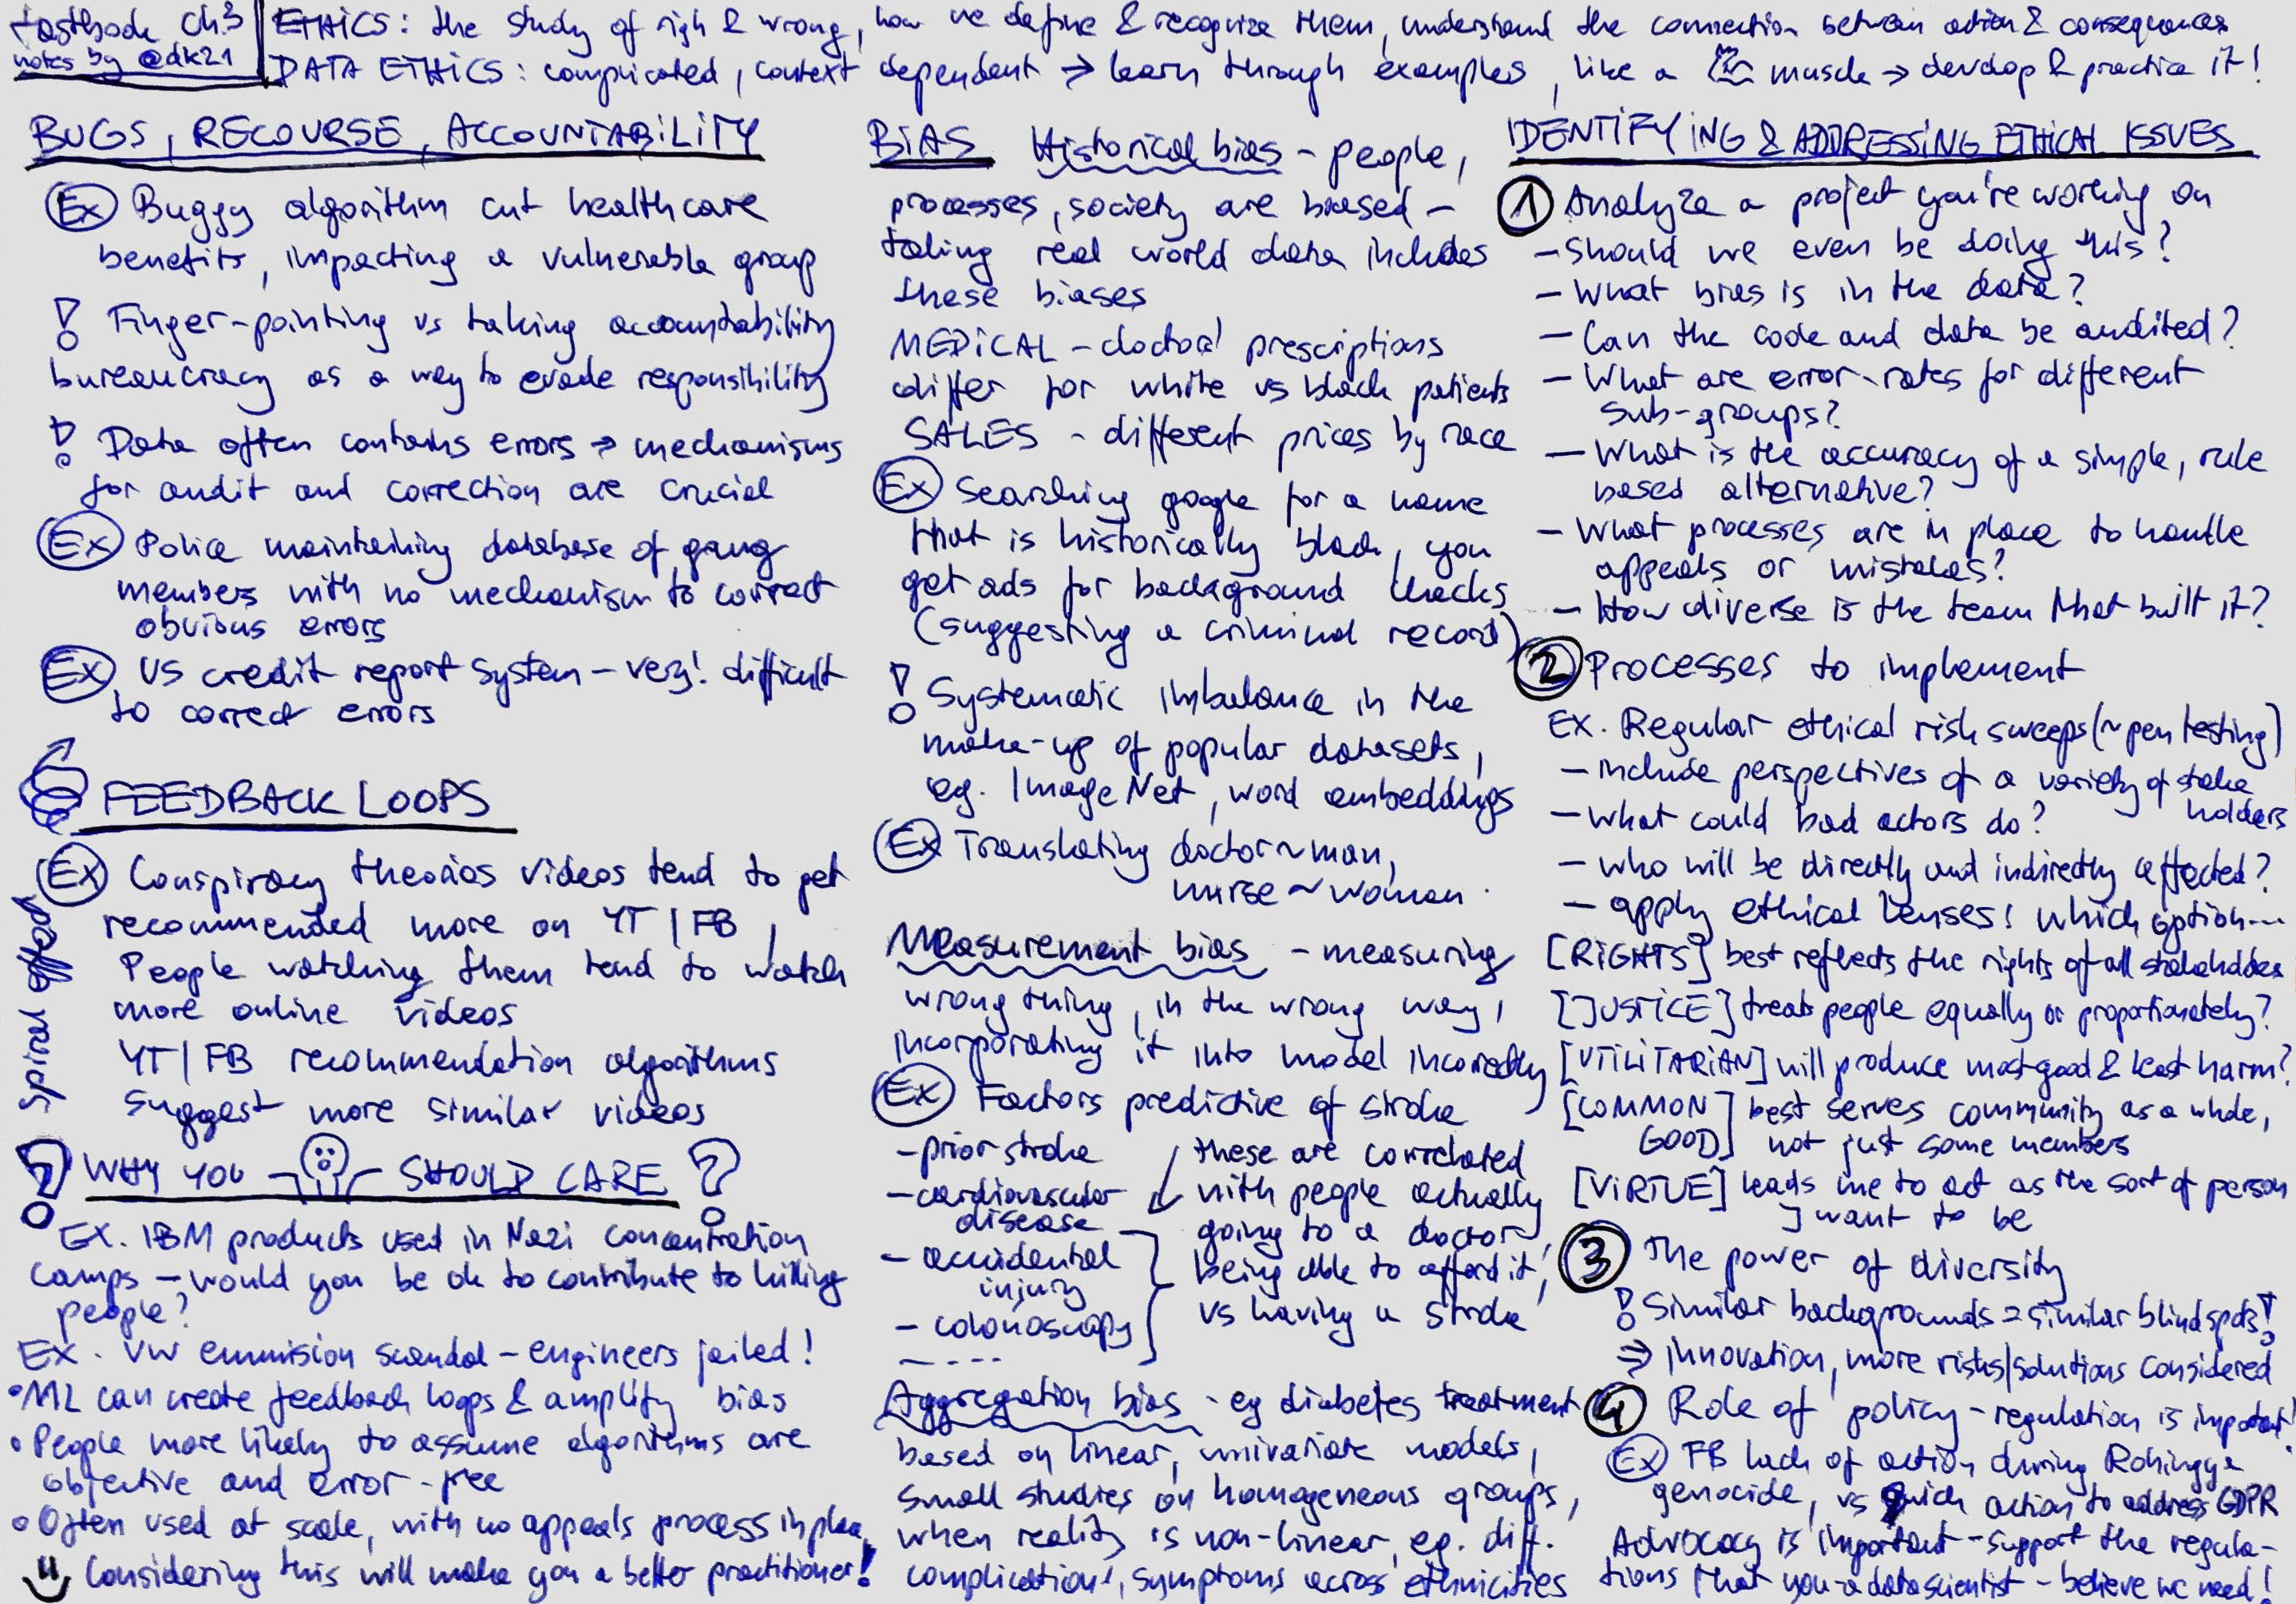 fastbook Ch3
notes by @dk21
ETHICS: the study of righ & wrong, how we define & recognize them, understand the connection between action & consequences
DATA ETHICS: complicated, context dependent → learn through examples, like a muscle → develop & practice it!
BUGS, RECOURSE, ACCOUNTABILITY
Ex Buggy algorithm cut healthcare
benefits, impacting a vulnerable group
! Finger-pointing vs taking accountability
bureaucracy as a way to evade responsibility
! Data often contains errors → mechanisms
for audit and correction are crucial
Ex Police maintaining database of gang
members with no mechanism to correct
obvious errors
Ex US credit report system - very! difficult
to correct errors
FEEDBACK LOOPS
Spiral effect
Ex Conspiracy theories videos tend to get
recommended more on YT/FB,
People watching them tend to watch
more online videos
YT/FB recommendation algorithms
suggest more similar videos
? WHY YOU SHOULD CARE ?
EX. IBM products used in Nazi concentration
camps - would you be ok to contribute to killing
people?
EX. VW emmision scandal - engineers jailed!
• ML can create feedback loops & amplify bias
• People more likely to assume algorithms are
objective and error-free
• Often used at scale, with no appeals process in place
Considering this will make you a better practitioner!
BIAS Historical bias - people,
processes, society are biased -
taking real world data includes
these biases
MEDICAL - doctoral prescriptions
differ for white vs black patients
SALES - different prices by race
Ex Searching google for a name
that is historically black, you
get ads for background checks
(suggesting a criminal record)
! Systematic imbalance in the
make-up of popular datasets,
eg. ImageNet, word embeddings
Ex Translating doctor ~ man,
nurse ~ woman.
Measurement bias - measuring
wrong thing, in the wrong way,
incorporating it into model incorrectly
Ex Factors predictive of stroke
- prior stroke
- cardiovascular
disease
- accidental
injury
- colonoscopy
- - - -
these are correlated
with people actually
going to a doctor,
being able to afford it,
vs having a stroke
Aggregation bias - eg diabetes treatment
based on linear, univariate models,
small studies on homogeneous groups,
when reality is non-linear, eg. diff.
complications, symptoms across ethnicities
IDENTIFYING & ADDRESSING ETHICAL ISSUES
1 Analyze a project you're working on
- Should we even be doing this?
- What bias is in the data?
- Can the code and data be audited?
- What are error-rates for different
sub-groups?
- What is the accuracy of a simple, rule
based alternative?
- What processes are in place to handle
appeals or mistakes?
- How diverse is the team that built it?
2 Processes to implement
EX. Regular ethical risk sweeps (~pen testing)
- include perspectives of a variety of stake
holders
- what could bad actors do?
- who will be directly and indirectly affected?
- apply ethical lenses! which option...
[RIGHTS] best reflects the rights of all stakeholders
[JUSTICE] treats people equally or proportionately?
[UTILITARIAN] will produce most good & least harm?
[COMMON GOOD] best serves community as a whole,
not just some members
[VIRTUE] leads me to act as the sort of person
I want to be
3 The power of diversity
! Similar backgrounds = similar blindspots!
⇒ Innovation, more risks/solutions considered
4 Role of policy - regulation is important!
Ex FB lack of action during Rohingya
genocide, vs quick action to address GDPR
Advocacy is important - support the regula-
tions that you - a data scientist - believe we need!